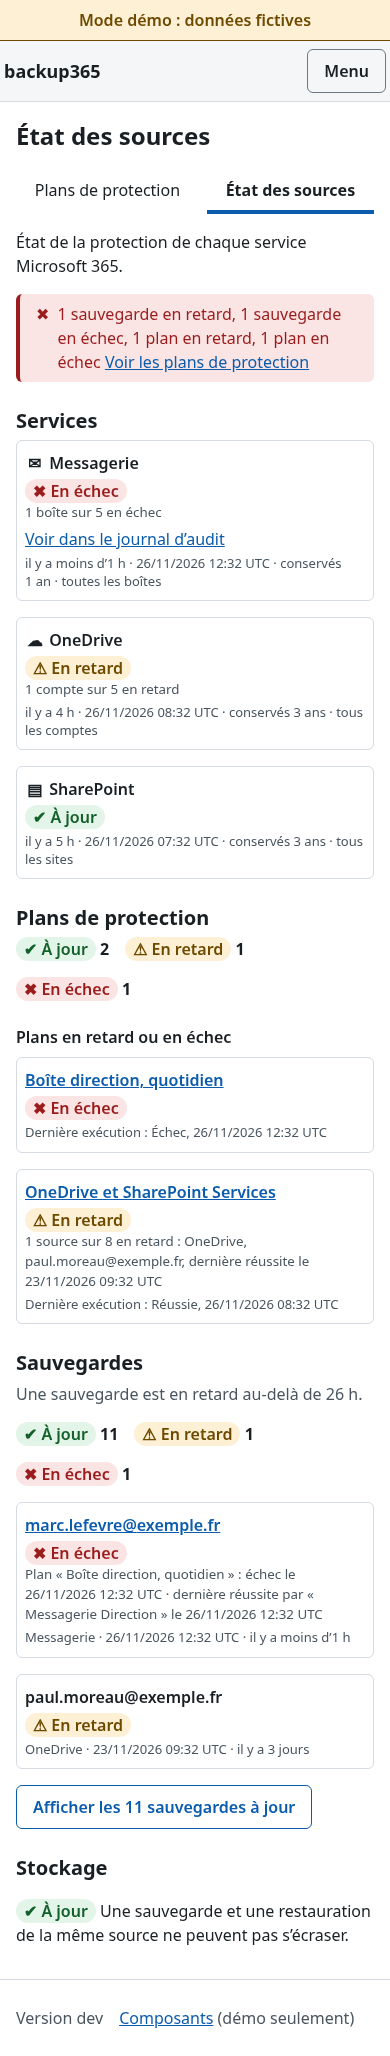 Mode démo : données fictives
backup365
Menu
État des sources
Plans de protection
État des sources
État de la protection de chaque service
Microsoft 365.
✖ 1 sauvegarde en retard, 1 sauvegarde
en échec, 1 plan en retard, 1 plan en
échec Voir les plans de protection
Services
✉ Messagerie
✖ En échec
1 boîte sur 5 en échec
Voir dans le journal d’audit
il y a moins d’1 h · 26/11/2026 12:32 UTC · conservés
1 an · toutes les boîtes
☁ OneDrive
⚠ En retard
1 compte sur 5 en retard
il y a 4 h · 26/11/2026 08:32 UTC · conservés 3 ans · tous
les comptes
▤ SharePoint
✔ À jour
il y a 5 h · 26/11/2026 07:32 UTC · conservés 3 ans · tous
les sites
Plans de protection
✔ À jour 2 ⚠ En retard 1
✖ En échec 1
Plans en retard ou en échec
Boîte direction, quotidien
✖ En échec
Dernière exécution : Échec, 26/11/2026 12:32 UTC
OneDrive et SharePoint Services
⚠ En retard
1 source sur 8 en retard : OneDrive,
paul.moreau@exemple.fr, dernière réussite le
23/11/2026 09:32 UTC
Dernière exécution : Réussie, 26/11/2026 08:32 UTC
Sauvegardes
Une sauvegarde est en retard au-delà de 26 h.
✔ À jour 11 ⚠ En retard 1
✖ En échec 1
marc.lefevre@exemple.fr
✖ En échec
Plan « Boîte direction, quotidien » : échec le
26/11/2026 12:32 UTC · dernière réussite par «
Messagerie Direction » le 26/11/2026 12:32 UTC
Messagerie · 26/11/2026 12:32 UTC · il y a moins d’1 h
paul.moreau@exemple.fr
⚠ En retard
OneDrive · 23/11/2026 09:32 UTC · il y a 3 jours
Afficher les 11 sauvegardes à jour
Stockage
✔ À jour Une sauvegarde et une restauration
de la même source ne peuvent pas s’écraser.
Version dev Composants (démo seulement)